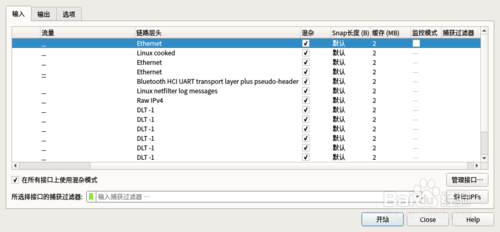 输入 输出 选项
流量 链路层头 混杂 Snap长度 (B) 缓存 (MB) 监控模式 捕获过滤器
Ethernet 默认 2
Linux cooked 默认 2 —
Ethernet 默认 2 —
Ethernet 默认 2 —
Bluetooth HCI UART transport layer plus pseudo-header 默认 2 —
Linux netfilter log messages 默认 2 —
Raw IPv4 默认 2 —
DLT -1 默认 2 —
DLT -1 默认 2 —
DLT -1 默认 2 —
DLT -1 默认 2 —
DLT -1 默认 2 —
DLT -1 默认 2 —
在所有接口上使用混杂模式 管理接口…
所选择接口的捕获过滤器: 输入捕获过滤器 … BPFs
开始 Close Help